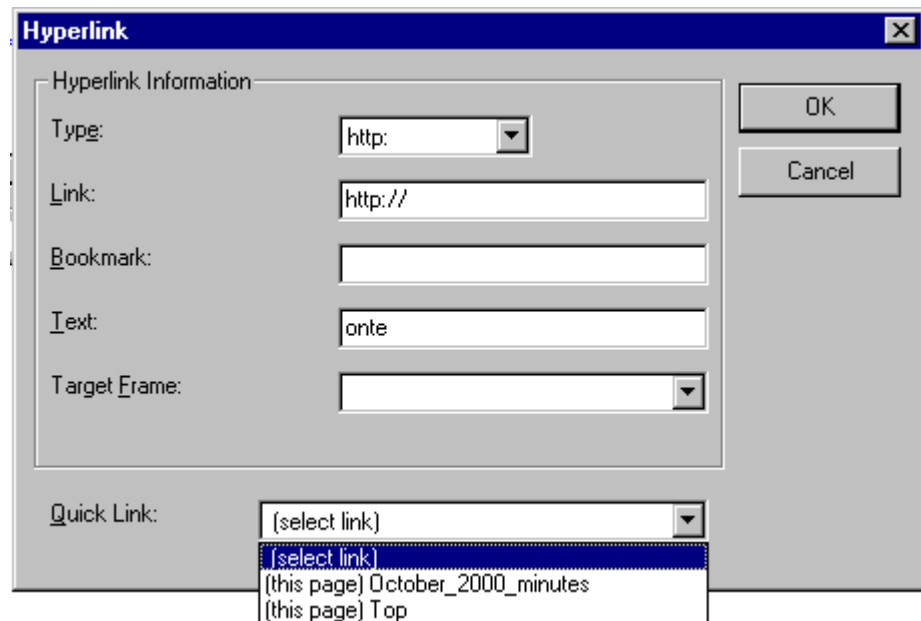 Hyperlink
Hyperlink Information
Type:
http:
OK
Link:
http://
Cancel
Bookmark:
Text:
onte
Target Frame:
Quick Link:
(select link)
(select link)
(this page) October_2000_minutes
(this page) Top